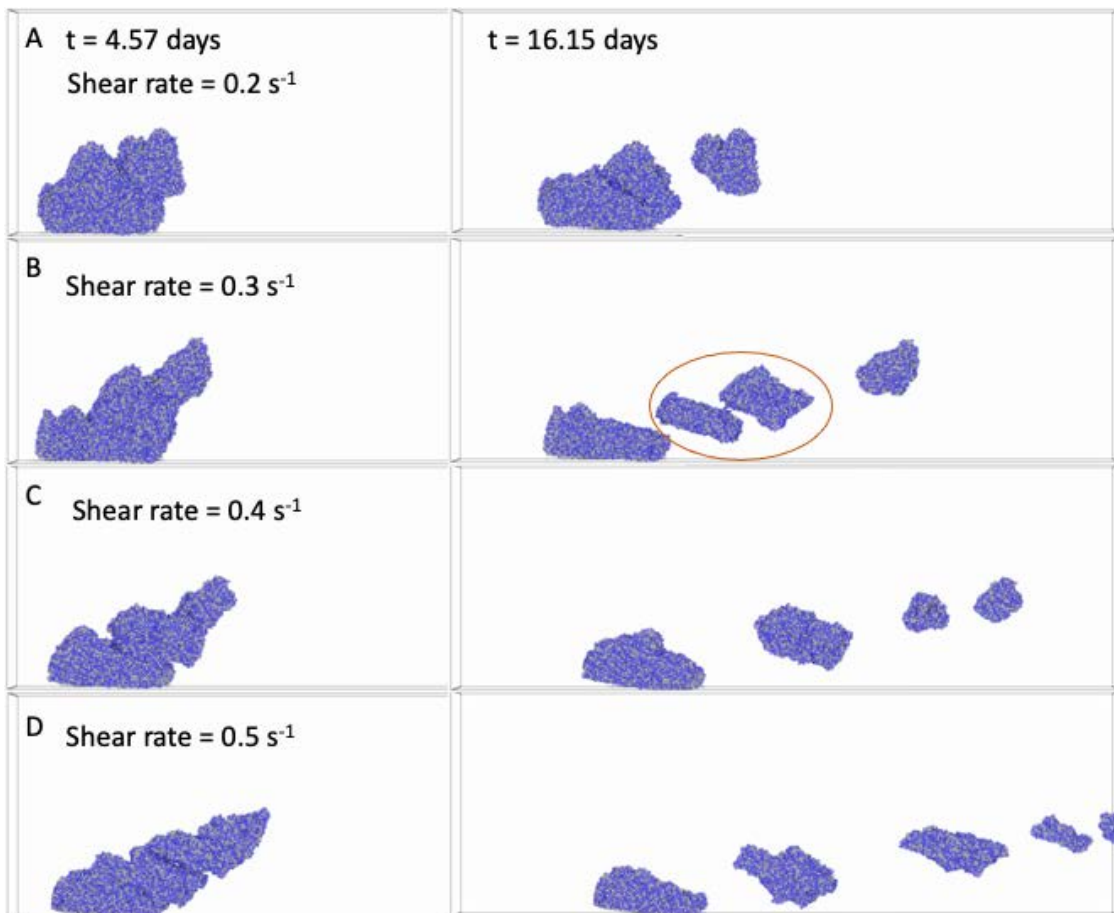 A t = 4.57 days
t = 16.15 days
Shear rate = 0.2 s-1
B
Shear rate = 0.3 s-1
C
Shear rate = 0.4 s-1
D
Shear rate = 0.5 s-1